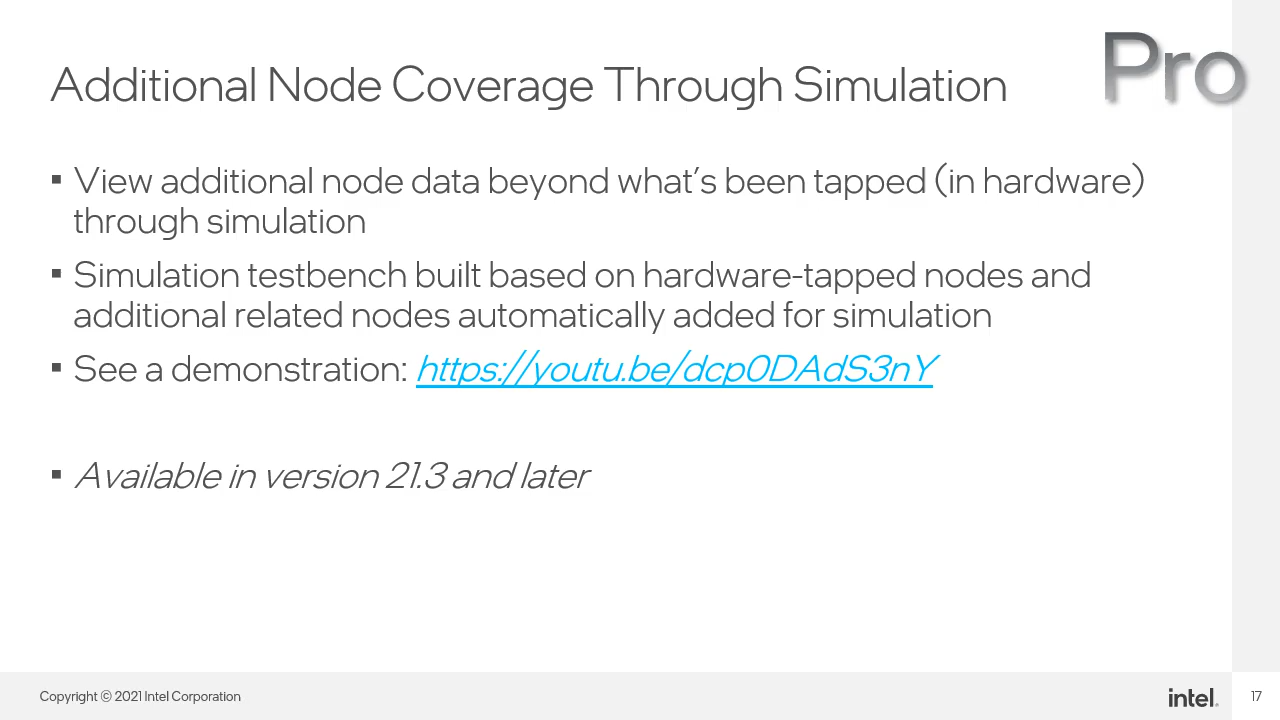 Pro
Additional Node Coverage Through Simulation
▪ View additional node data beyond what’s been tapped (in hardware)
through simulation
▪ Simulation testbench built based on hardware-tapped nodes and
additional related nodes automatically added for simulation
▪ See a demonstration: https://youtu.be/dcp0DAdS3nY
▪ Available in version 21.3 and later
Copyright © 2021 Intel Corporation
intel.
17